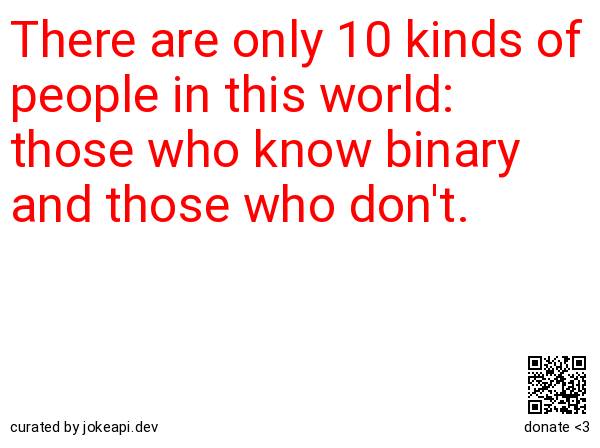 There are only 10 kinds of
people in this world:
those who know binary
and those who don't.
curated by jokeapi.dev
donate <3